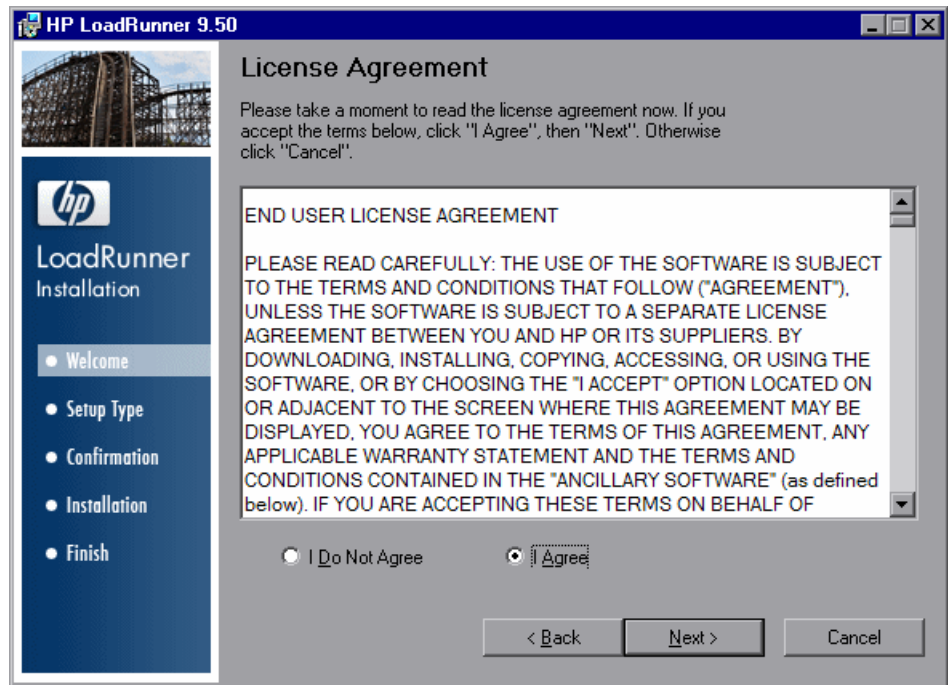 HP LoadRunner 9.50
hp
LoadRunner
Installation
Welcome
Setup Type
Confirmation
Installation
Finish
License Agreement
Please take a moment to read the license agreement now. If you
accept the terms below, click "I Agree", then "Next". Otherwise
click "Cancel".
END USER LICENSE AGREEMENT
PLEASE READ CAREFULLY: THE USE OF THE SOFTWARE IS SUBJECT
TO THE TERMS AND CONDITIONS THAT FOLLOW ("AGREEMENT"),
UNLESS THE SOFTWARE IS SUBJECT TO A SEPARATE LICENSE
AGREEMENT BETWEEN YOU AND HP OR ITS SUPPLIERS. BY
DOWNLOADING, INSTALLING, COPYING, ACCESSING, OR USING THE
SOFTWARE, OR BY CHOOSING THE "I ACCEPT" OPTION LOCATED ON
OR ADJACENT TO THE SCREEN WHERE THIS AGREEMENT MAY BE
DISPLAYED, YOU AGREE TO THE TERMS OF THIS AGREEMENT, ANY
APPLICABLE WARRANTY STATEMENT AND THE TERMS AND
CONDITIONS CONTAINED IN THE "ANCILLARY SOFTWARE" (as defined
below). IF YOU ARE ACCEPTING THESE TERMS ON BEHALF OF
I Do Not Agree I Agree
< Back Next > Cancel